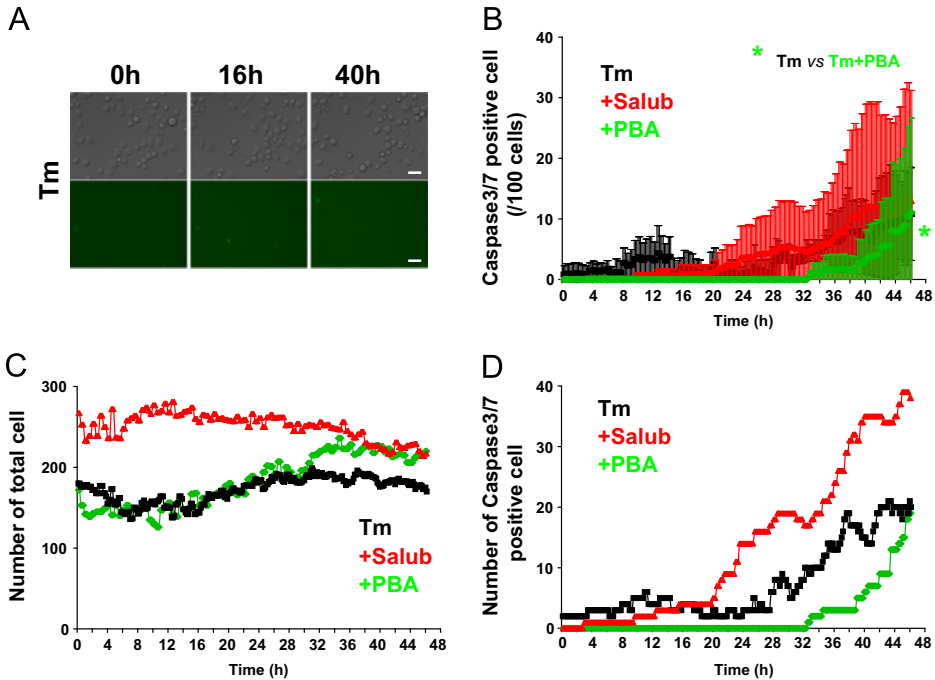 A
0h 16h 40h
Tm
B
Caspase3/7 positive cell
(/100 cells)
40
30
20
10
0
Tm
+Salub
+PBA
* Tm vs Tm+PBA
*
0 4 8 12 16 20 24 28 32 36 40 44 48
Time (h)
C
Number of total cell
300
200
100
0
Tm
+Salub
+PBA
0 4 8 12 16 20 24 28 32 36 40 44 48
Time (h)
D
Number of Caspase3/7
positive cell
40
30
20
10
0
Tm
+Salub
+PBA
0 4 8 12 16 20 24 28 32 36 40 44 48
Time (h)